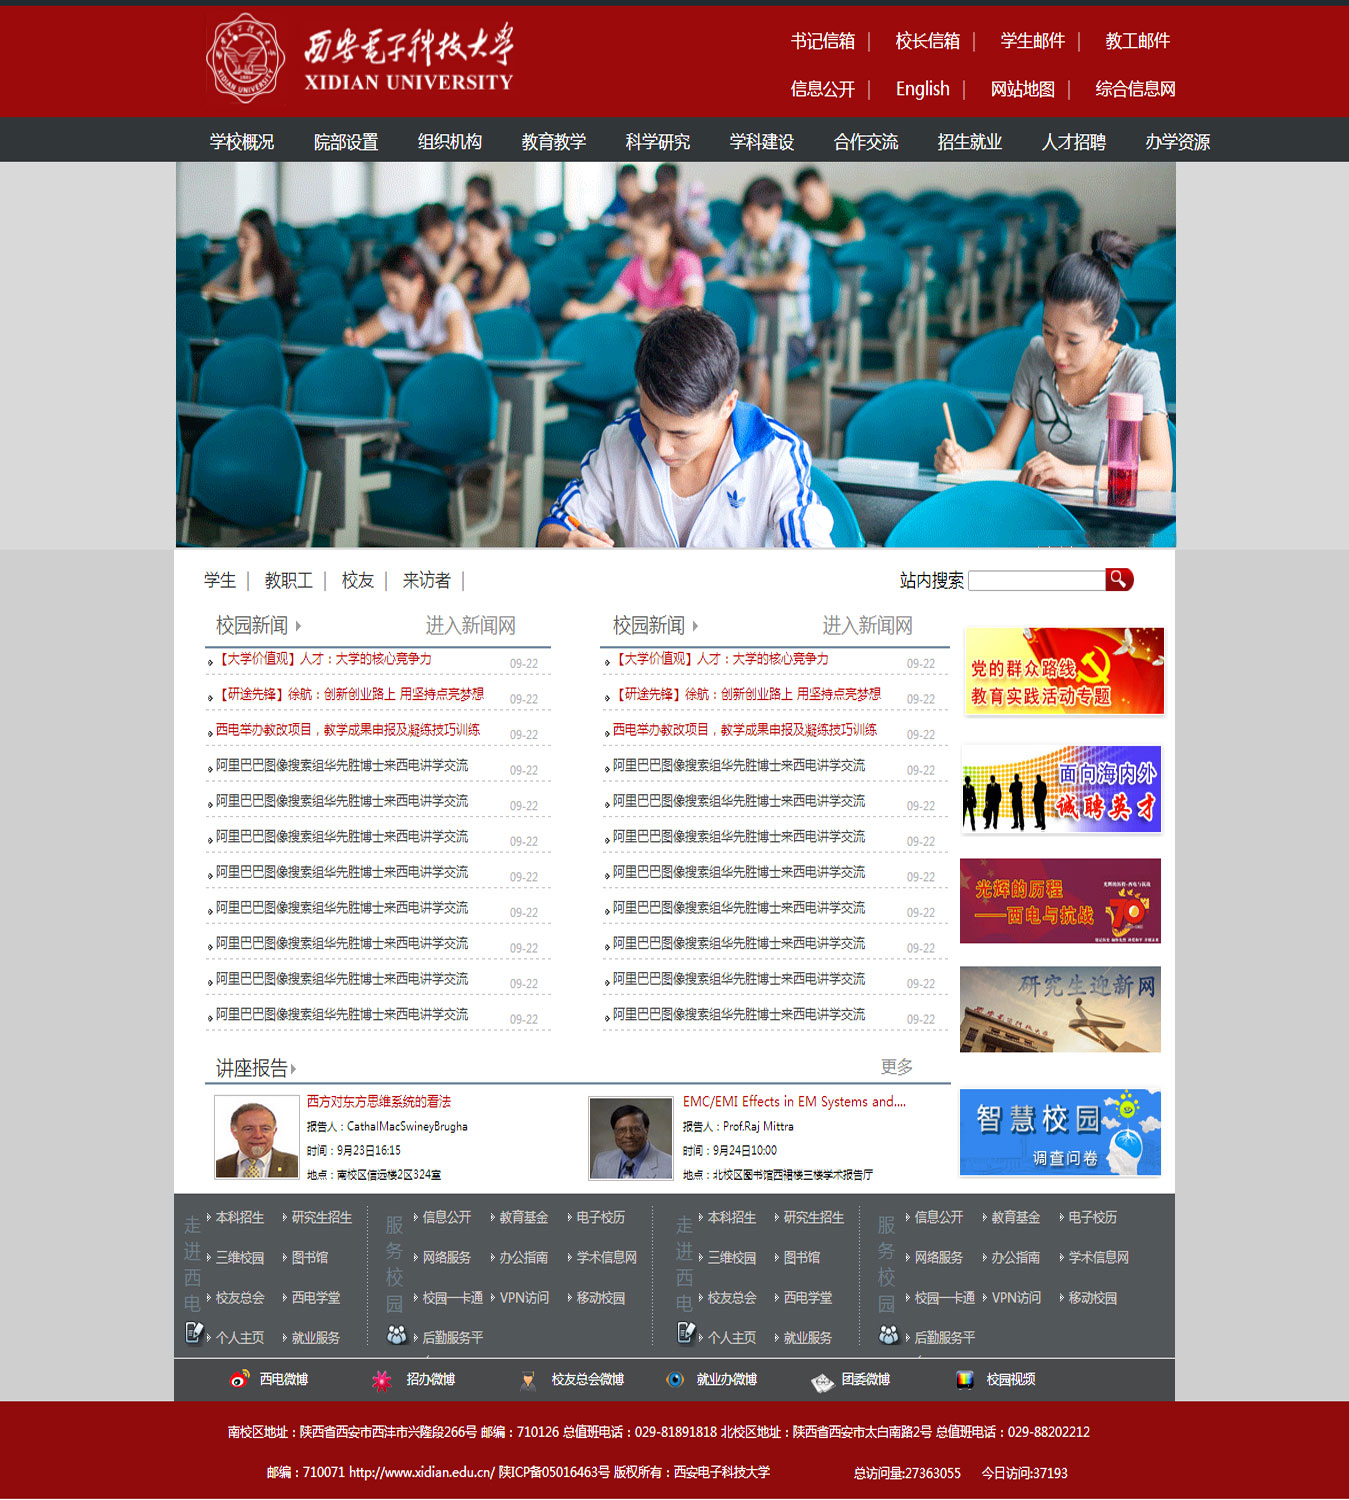 西安电子科技大学
XIDIAN UNIVERSITY
书记信箱 | 校长信箱 | 学生邮件 | 教工邮件
信息公开 | English | 网站地图 | 综合信息网
学校概况 院部设置 组织机构 教育教学 科学研究 学科建设 合作交流 招生就业 人才招聘 办学资源
学生 | 教职工 | 校友 | 来访者 |
站内搜索
校园新闻 进入新闻网
【大学价值观】人才：大学的核心竞争力 09-22
【研途先锋】徐航：创新创业路上 用坚持点亮梦想 09-22
西电举办教改项目，教学成果申报及凝练技巧训练 09-22
阿里巴巴图像搜索组华先胜博士来西电讲学交流 09-22
阿里巴巴图像搜索组华先胜博士来西电讲学交流 09-22
阿里巴巴图像搜索组华先胜博士来西电讲学交流 09-22
阿里巴巴图像搜索组华先胜博士来西电讲学交流 09-22
阿里巴巴图像搜索组华先胜博士来西电讲学交流 09-22
阿里巴巴图像搜索组华先胜博士来西电讲学交流 09-22
阿里巴巴图像搜索组华先胜博士来西电讲学交流 09-22
阿里巴巴图像搜索组华先胜博士来西电讲学交流 09-22
校园新闻 进入新闻网
【大学价值观】人才：大学的核心竞争力 09-22
【研途先锋】徐航：创新创业路上 用坚持点亮梦想 09-22
西电举办教改项目，教学成果申报及凝练技巧训练 09-22
阿里巴巴图像搜索组华先胜博士来西电讲学交流 09-22
阿里巴巴图像搜索组华先胜博士来西电讲学交流 09-22
阿里巴巴图像搜索组华先胜博士来西电讲学交流 09-22
阿里巴巴图像搜索组华先胜博士来西电讲学交流 09-22
阿里巴巴图像搜索组华先胜博士来西电讲学交流 09-22
阿里巴巴图像搜索组华先胜博士来西电讲学交流 09-22
阿里巴巴图像搜索组华先胜博士来西电讲学交流 09-22
阿里巴巴图像搜索组华先胜博士来西电讲学交流 09-22
党的群众路线
教育实践活动专题
面向海内外
诚聘英才
光辉的历程
——西电与抗战
70
研究生迎新网
智慧校园
调查问卷
讲座报告 更多
西方对东方思维系统的看法
报告人：CathalMacSwineyBrugha
时间：9月23日16:15
地点：南校区信远楼2区324室
EMC/EMI Effects in EM Systems and....
报告人：Prof.Raj Mittra
时间：9月24日10:00
地点：北校区图书馆西裙楼三楼学术报告厅
走进西电
本科招生 研究生招生
三维校园 图书馆
校友总会 西电学堂
个人主页 就业服务
服务校园
信息公开 教育基金 电子校历
网络服务 办公指南 学术信息网
校园一卡通 VPN访问 移动校园
后勤服务平
走进西电
本科招生 研究生招生
三维校园 图书馆
校友总会 西电学堂
个人主页 就业服务
服务校园
信息公开 教育基金 电子校历
网络服务 办公指南 学术信息网
校园一卡通 VPN访问 移动校园
后勤服务平
西电微博 招办微博 校友总会微博 就业办微博 团委微博 校园视频
南校区地址：陕西省西安市西沣市兴隆段266号 邮编：710126 总值班电话：029-81891818 北校区地址：陕西省西安市太白南路2号 总值班电话：029-88202212
邮编：710071 http://www.xidian.edu.cn/ 陕ICP备05016463号 版权所有：西安电子科技大学 总访问量:27363055 今日访问:37193